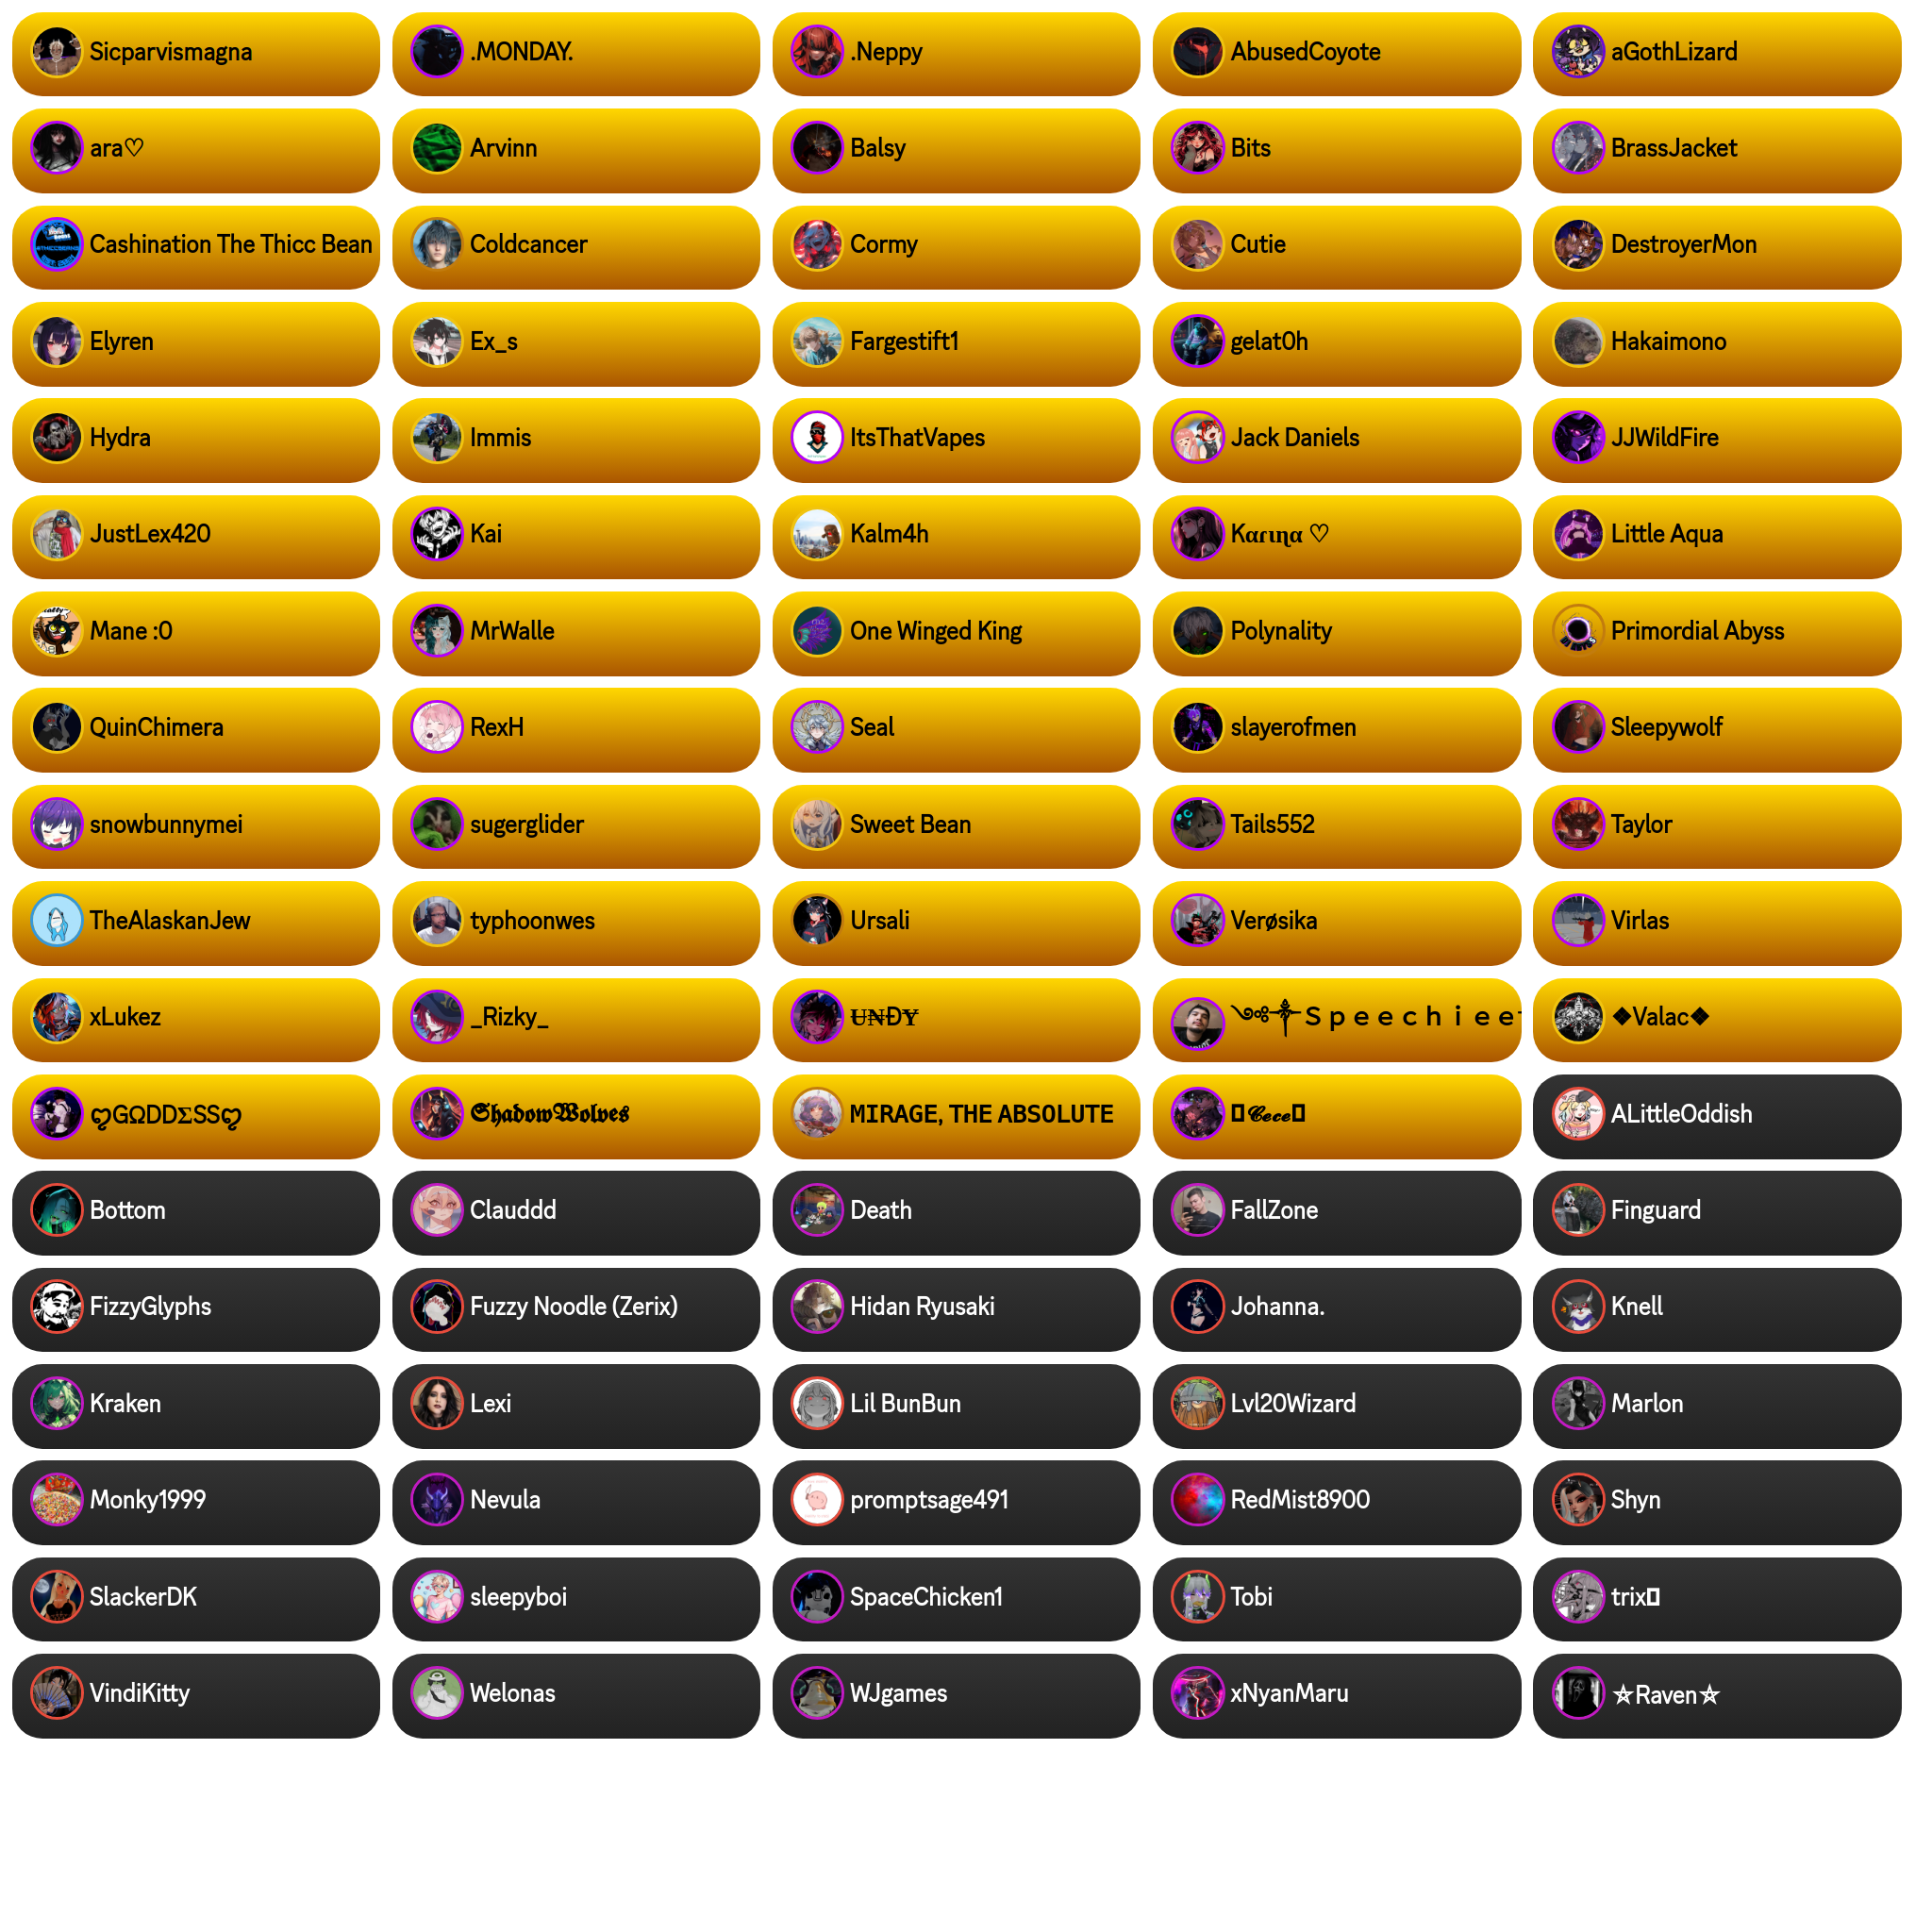 Sicparvismagna
.MONDAY.
.Neppy
AbusedCoyote
aGothLizard
ara♡
Arvinn
Balsy
Bits
BrassJacket
Cashination The Thicc Bean
Coldcancer
Cormy
Cutie
DestroyerMon
Elyren
Ex_s
Fargestift1
gelat0h
Hakaimono
Hydra
Immis
ItsThatVapes
Jack Daniels
JJWildFire
JustLex420
Kai
Kalm4h
Kαɾιɳα ♡
Little Aqua
Mane :0
MrWalle
One Winged King
Polynality
Primordial Abyss
QuinChimera
RexH
Seal
slayerofmen
Sleepywolf
snowbunnymei
sugerglider
Sweet Bean
Tails552
Taylor
TheAlaskanJew
typhoonwes
Ursali
Verøsika
Virlas
xLukez
_Rizky_
U̶₦ĐɎ
༺✞Ｓｐｅｅｃｈｉｅｅ
❖Valac❖
ღGΩDDΣSSღ
𝕾𝖍𝖆𝖉𝖔𝖜𝖂𝖔𝖑𝖛𝖊𝖘
MIRAGE, THE ABSOLUTE
𝓒𝓮𝓬𝓮
ALittleOddish
Bottom
Clauddd
Death
FallZone
Finguard
FizzyGlyphs
Fuzzy Noodle (Zerix)
Hidan Ryusaki
Johanna.
Knell
Kraken
Lexi
Lil BunBun
Lvl20Wizard
Marlon
Monky1999
Nevula
promptsage491
RedMist8900
Shyn
SlackerDK
sleepyboi
SpaceChicken1
Tobi
trix
VindiKitty
Welonas
WJgames
xNyanMaru
⛤Raven⛤